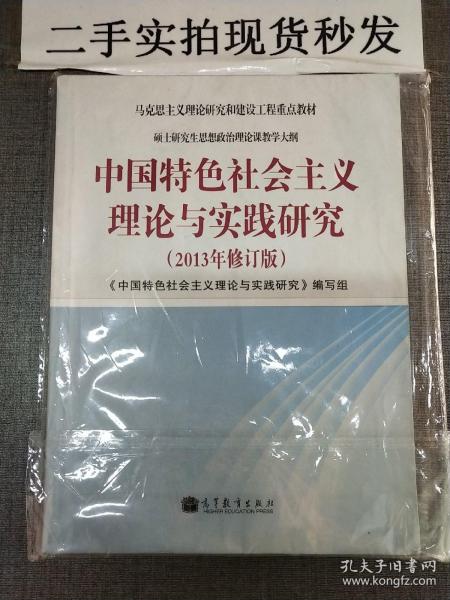 二手实拍现货秒发
马克思主义理论研究和建设工程重点教材
硕士研究生思想政治理论课教学大纲
中国特色社会主义
理论与实践研究
(2013年修订版)
《中国特色社会主义理论与实践研究》编写组
高等教育出版社
HIGHER EDUCATION PRESS
孔夫子旧书网
www.kongfz.com